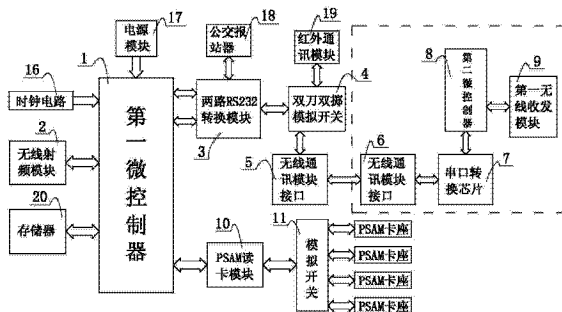 17
电源
模块
18
公交报
站器
19
红外通
讯模块
1
第一微控制器
16
时钟电路
2
无线射
频模块
20
存储器
两路RS232
转换模块
3
双刀双掷
模拟开关
4
5
无线通
讯模块
接口
6
无线通
讯模块
接口
8
第二微控制器
9
第一无
线收发
模块
串口转
换芯片
7
10
PSAM读
卡模块
11
模拟开关
PSAM卡座
PSAM卡座
PSAM卡座
PSAM卡座